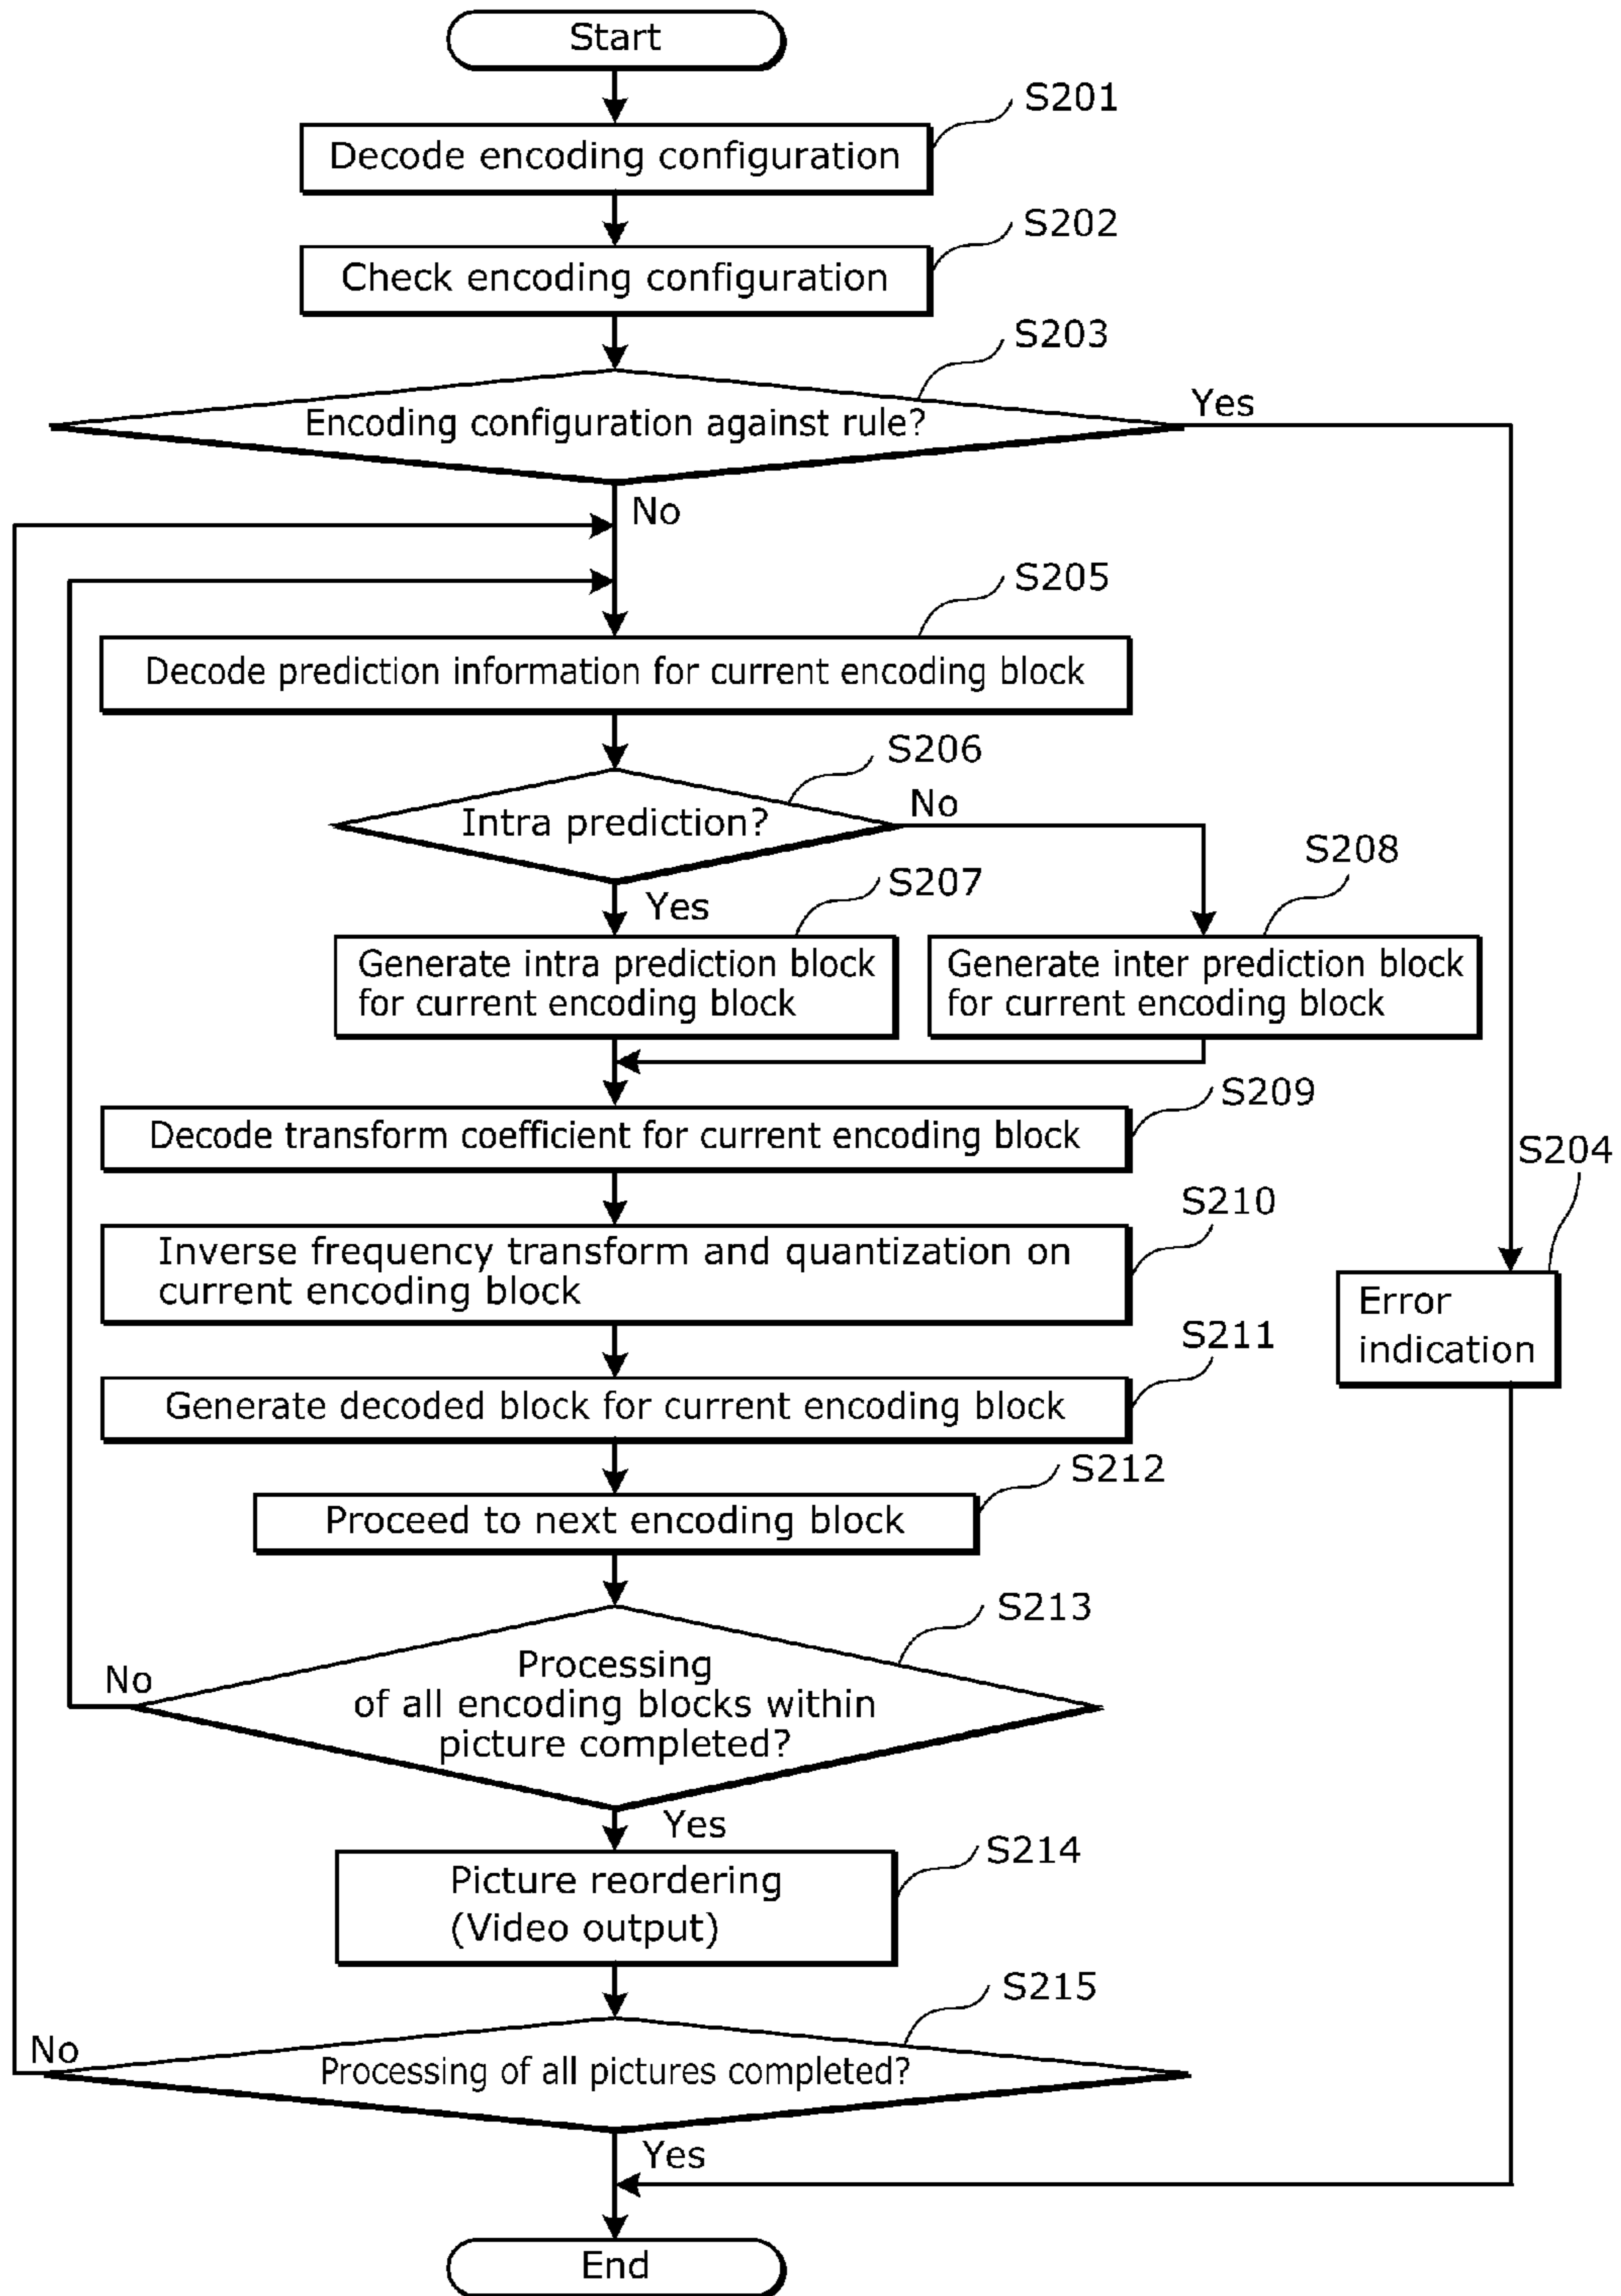 Start
S201
Decode encoding configuration
S202
Check encoding configuration
S203
Encoding configuration against rule?
Yes
No
S205
Decode prediction information for current encoding block
S206
Intra prediction?
No
S208
S207
Yes
Generate intra prediction block
for current encoding block
Generate inter prediction block
for current encoding block
S209
Decode transform coefficient for current encoding block
S204
S210
Inverse frequency transform and quantization on
current encoding block
Error
indication
S211
Generate decoded block for current encoding block
S212
Proceed to next encoding block
S213
Processing
of all encoding blocks within
picture completed?
No
Yes
S214
Picture reordering
(Video output)
S215
No
Processing of all pictures completed?
Yes
End